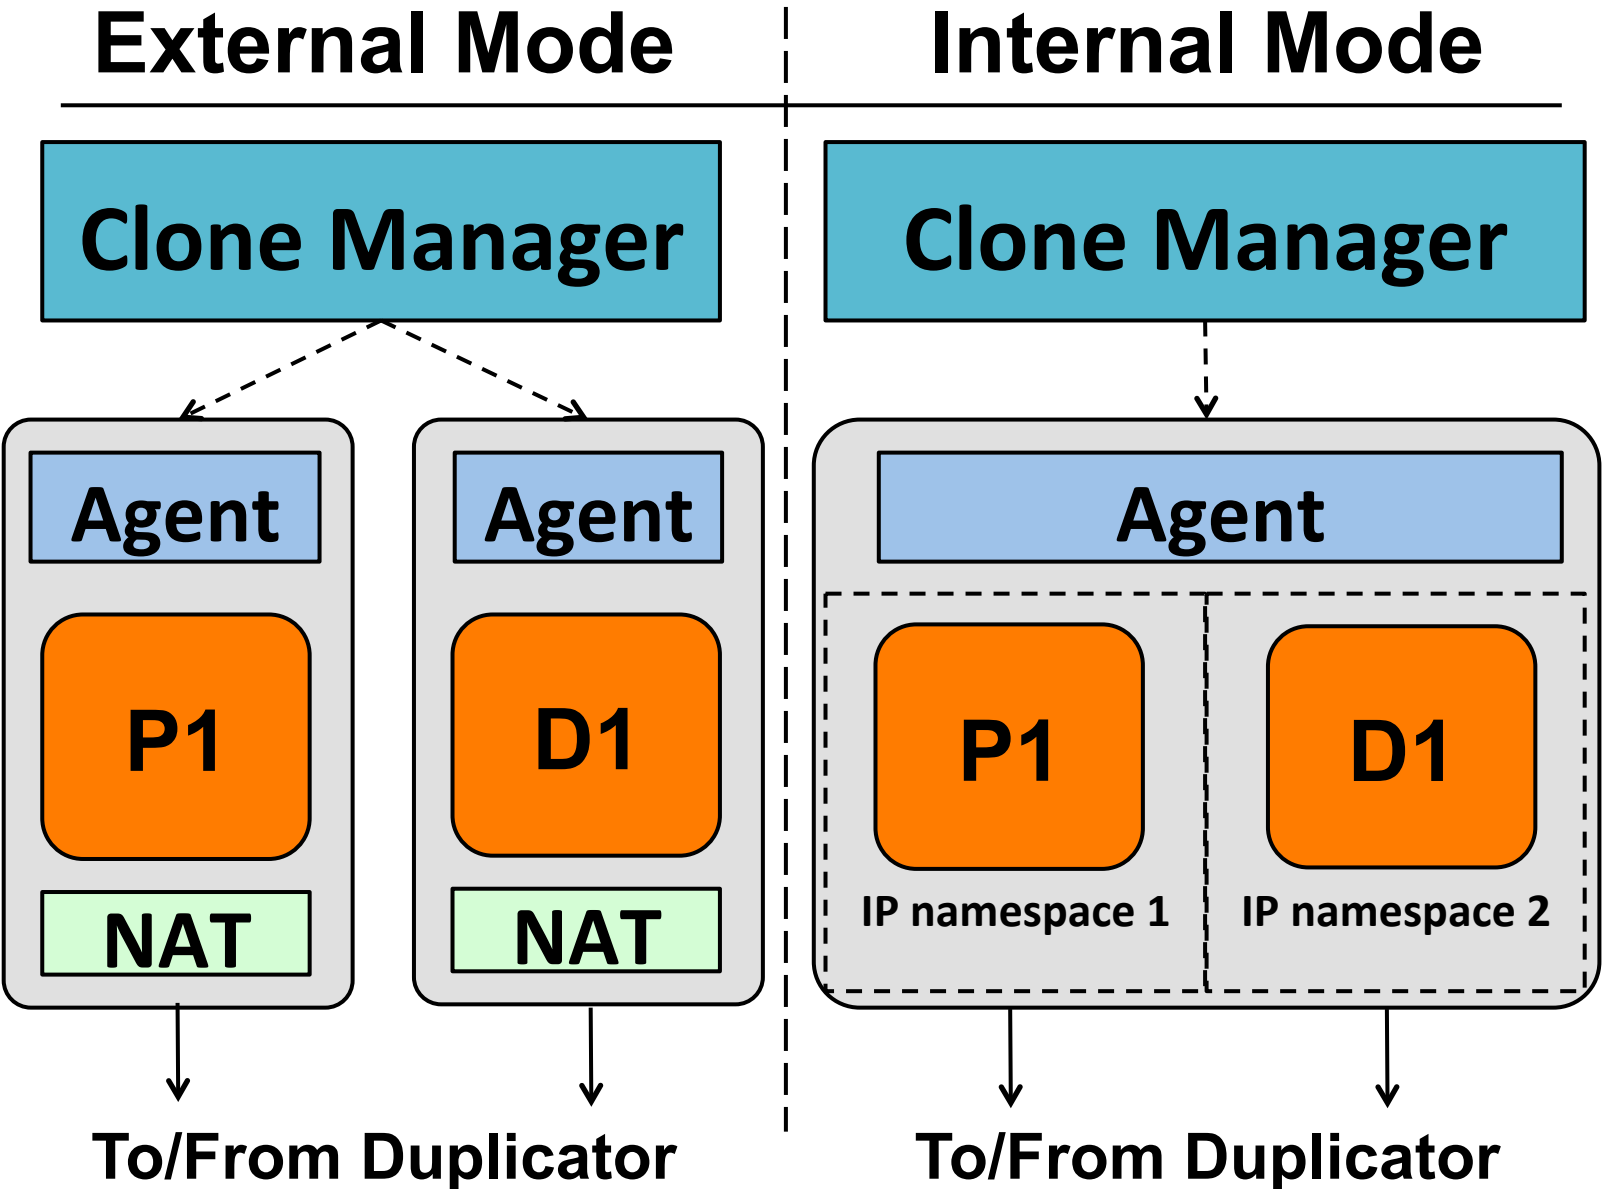 External Mode
Internal Mode
Clone Manager
Clone Manager
Agent
Agent
Agent
P1
D1
P1
D1
NAT
NAT
IP namespace 1
IP namespace 2
To/From Duplicator
To/From Duplicator